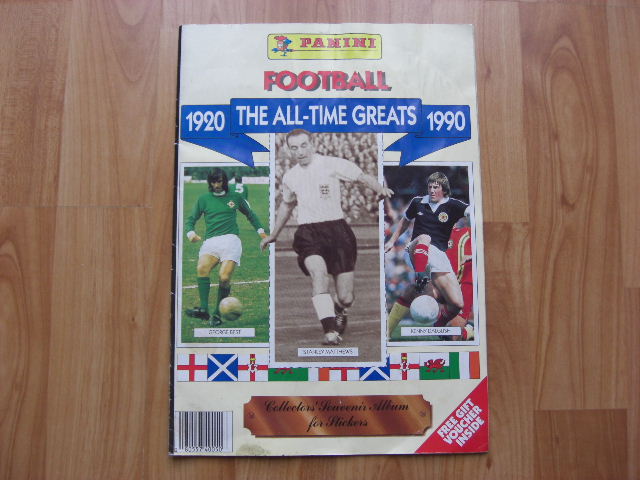 PANINI
FOOTBALL
1920 THE ALL-TIME GREATS 1990
GEORGE BEST
STANLEY MATTHEWS
KENNY DALGLISH
Collectors' Souvenir Album
for Stickers
FREE GIFT
VOUCHER
INSIDE